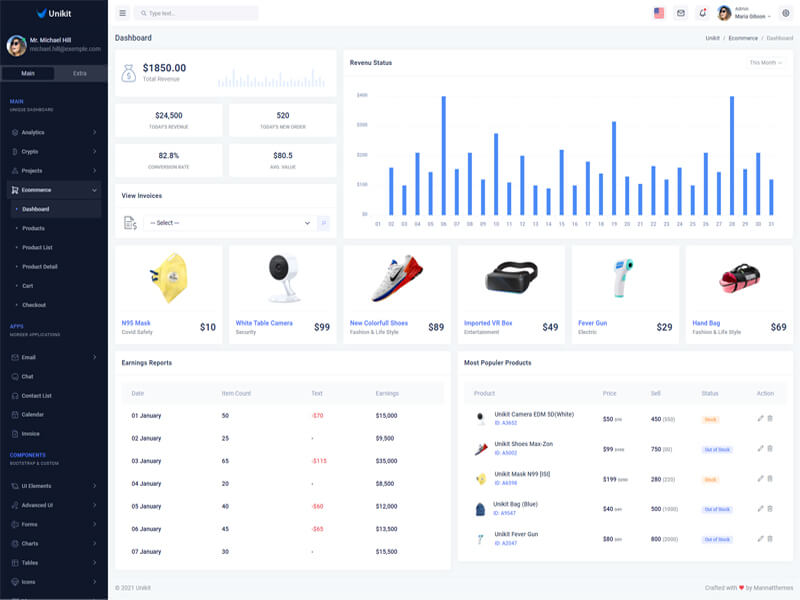 Unikit
Type text...
Admin
Maria Gibson
Mr. Michael Hill
michael.hill@exemple.com
Main
Extra
MAIN
UNIQUE DASHBOARD
Analytics
Crypto
Projects
Ecommerce
Dashboard
Products
Product List
Product Detail
Cart
Checkout
APPS
Email
Chat
Contact List
Calendar
Invoice
COMPONENTS
BOOTSTRAP & CUSTOM
UI Elements
Advanced UI
Forms
Charts
Tables
Icons
Dashboard
Unikit / Ecommerce / Dashboard
$1850.00
Total Revenue
$24,500
TODAY'S REVENUE
520
TODAY'S NEW ORDER
82.8%
CONVERSION RATE
$80.5
AVG. VALUE
View Invoices
-- Select --
Revenu Status
This Month
$400
$300
$200
$100
$0
01 02 03 04 05 06 07 08 09 10 11 12 13 14 15 16 17 18 19 20 21 22 23 24 25 26 27 28 29 30 31
N95 Mask
Covid Safety
$10
White Table Camera
Security
$99
New Colorfull Shoes
Fashion & Life Style
$89
Imported VR Box
Entertainment
$49
Fever Gun
Electric
$29
Hand Bag
Fashion & Life Style
$69
Earnings Reports
Date Item Count Text Earnings
01 January 50 -$70 $15,000
02 January 25 - $9,500
03 January 65 -$115 $35,000
04 January 20 - $8,500
05 January 40 -$60 $12,000
06 January 45 -$65 $13,500
07 January 30 - $15,500
Most Populer Products
Product Price Sell Status Action
Unikit Camera EDM 5D(White)
ID: A3652
$50 450 (550) Stock
Unikit Shoes Max-Zon
ID: A5002
$99 750 (00) Out of Stock
Unikit Mask N99 [ISI]
ID: A6598
$199 280 (220) Stock
Unikit Bag (Blue)
ID: A9547
$40 500 (1000) Out of Stock
Unikit Fever Gun
ID: A2047
$80 800 (2000) Out of Stock
© 2021 Unikit
Crafted with ❤ by Mannatthemes